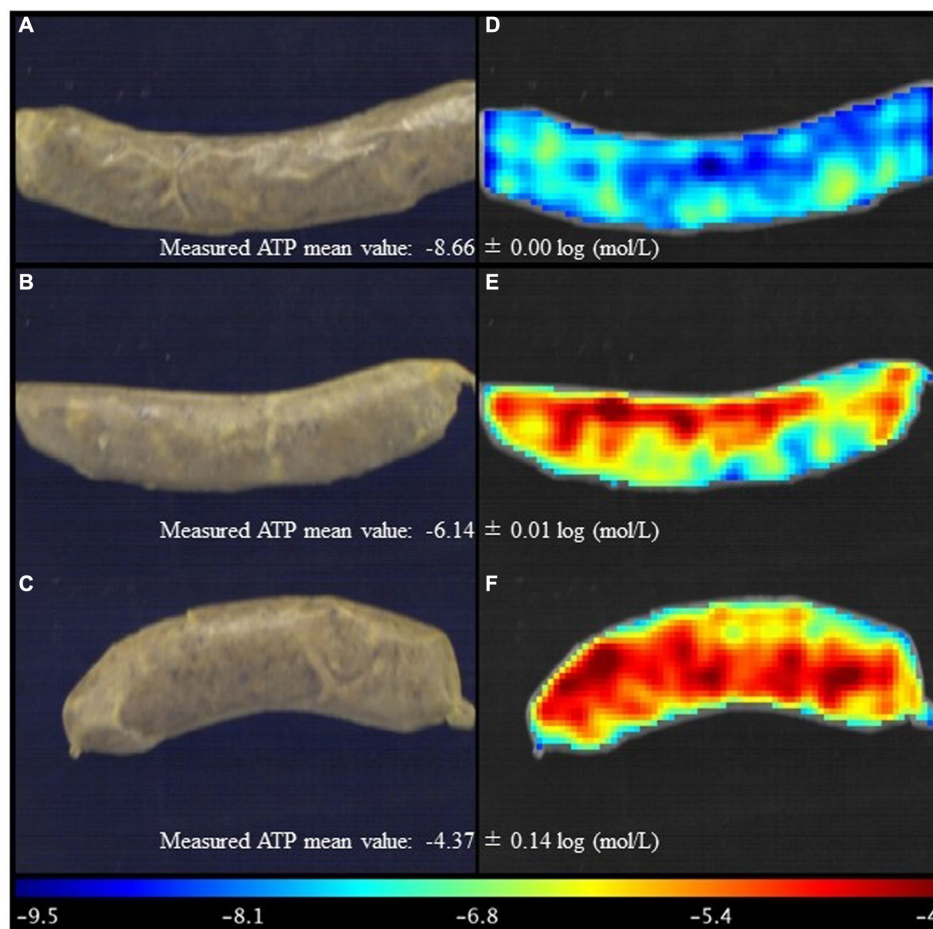 A
D
Measured ATP mean value: -8.66 ± 0.00 log (mol/L)
B
E
Measured ATP mean value: -6.14 ± 0.01 log (mol/L)
C
F
Measured ATP mean value: -4.37 ± 0.14 log (mol/L)
-9.5 -8.1 -6.8 -5.4 -4